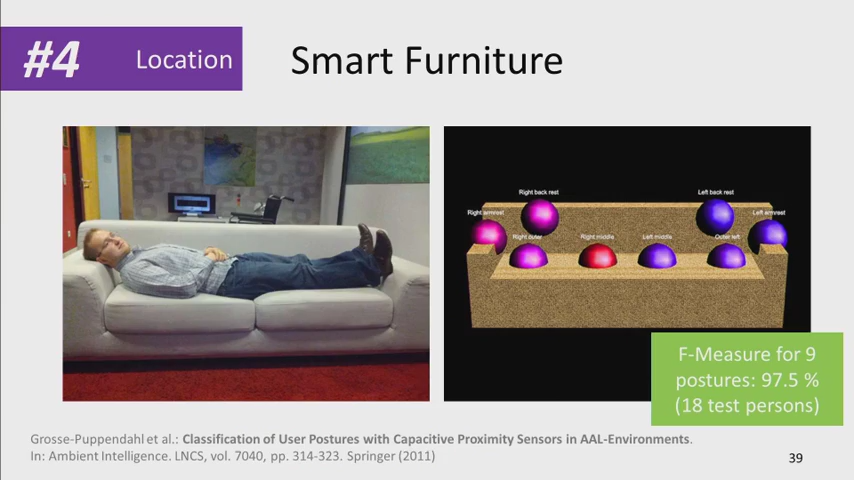 #4 Location
Smart Furniture
Right back rest
Left back rest
Right armrest
Left armrest
Right outer
Right middle
Left middle
Outer left
F-Measure for 9
postures: 97.5 %
(18 test persons)
Grosse-Puppendahl et al.: Classification of User Postures with Capacitive Proximity Sensors in AAL-Environments.
In: Ambient Intelligence. LNCS, vol. 7040, pp. 314-323. Springer (2011)
39